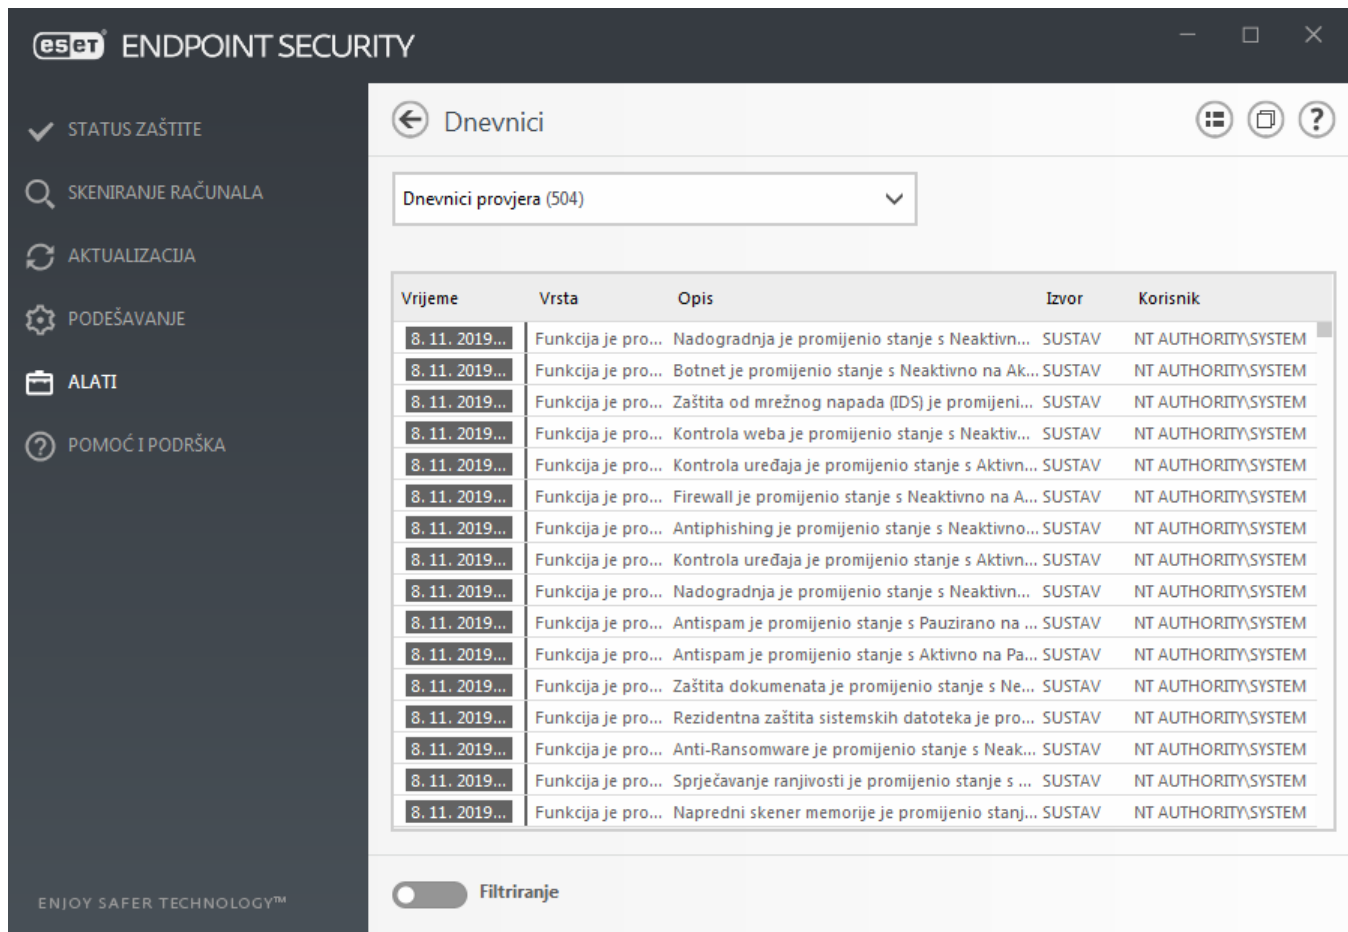 eset ENDPOINT SECURITY
STATUS ZAŠTITE
SKENIRANJE RAČUNALA
AKTUALIZACIJA
PODEŠAVANJE
ALATI
POMOĆ I PODRŠKA
ENJOY SAFER TECHNOLOGY™
Dnevnici
Dnevnici provjera (504)
Vrijeme Vrsta Opis Izvor Korisnik
8. 11. 2019... Funkcija je pro... Nadogradnja je promijenio stanje s Neaktivn... SUSTAV NT AUTHORITY\SYSTEM
8. 11. 2019... Funkcija je pro... Botnet je promijenio stanje s Neaktivno na Ak... SUSTAV NT AUTHORITY\SYSTEM
8. 11. 2019... Funkcija je pro... Zaštita od mrežnog napada (IDS) je promijeni... SUSTAV NT AUTHORITY\SYSTEM
8. 11. 2019... Funkcija je pro... Kontrola weba je promijenio stanje s Neaktiv... SUSTAV NT AUTHORITY\SYSTEM
8. 11. 2019... Funkcija je pro... Kontrola uređaja je promijenio stanje s Aktivn... SUSTAV NT AUTHORITY\SYSTEM
8. 11. 2019... Funkcija je pro... Firewall je promijenio stanje s Neaktivno na A... SUSTAV NT AUTHORITY\SYSTEM
8. 11. 2019... Funkcija je pro... Antiphishing je promijenio stanje s Neaktivno... SUSTAV NT AUTHORITY\SYSTEM
8. 11. 2019... Funkcija je pro... Kontrola uređaja je promijenio stanje s Aktivn... SUSTAV NT AUTHORITY\SYSTEM
8. 11. 2019... Funkcija je pro... Nadogradnja je promijenio stanje s Neaktivn... SUSTAV NT AUTHORITY\SYSTEM
8. 11. 2019... Funkcija je pro... Antispam je promijenio stanje s Pauzirano na ... SUSTAV NT AUTHORITY\SYSTEM
8. 11. 2019... Funkcija je pro... Antispam je promijenio stanje s Aktivno na Pa... SUSTAV NT AUTHORITY\SYSTEM
8. 11. 2019... Funkcija je pro... Zaštita dokumenata je promijenio stanje s Ne... SUSTAV NT AUTHORITY\SYSTEM
8. 11. 2019... Funkcija je pro... Rezidentna zaštita sistemskih datoteka je pro... SUSTAV NT AUTHORITY\SYSTEM
8. 11. 2019... Funkcija je pro... Anti-Ransomware je promijenio stanje s Neak... SUSTAV NT AUTHORITY\SYSTEM
8. 11. 2019... Funkcija je pro... Sprječavanje ranjivosti je promijenio stanje s ... SUSTAV NT AUTHORITY\SYSTEM
8. 11. 2019... Funkcija je pro... Napredni skener memorije je promijenio stanj... SUSTAV NT AUTHORITY\SYSTEM
Filtriranje